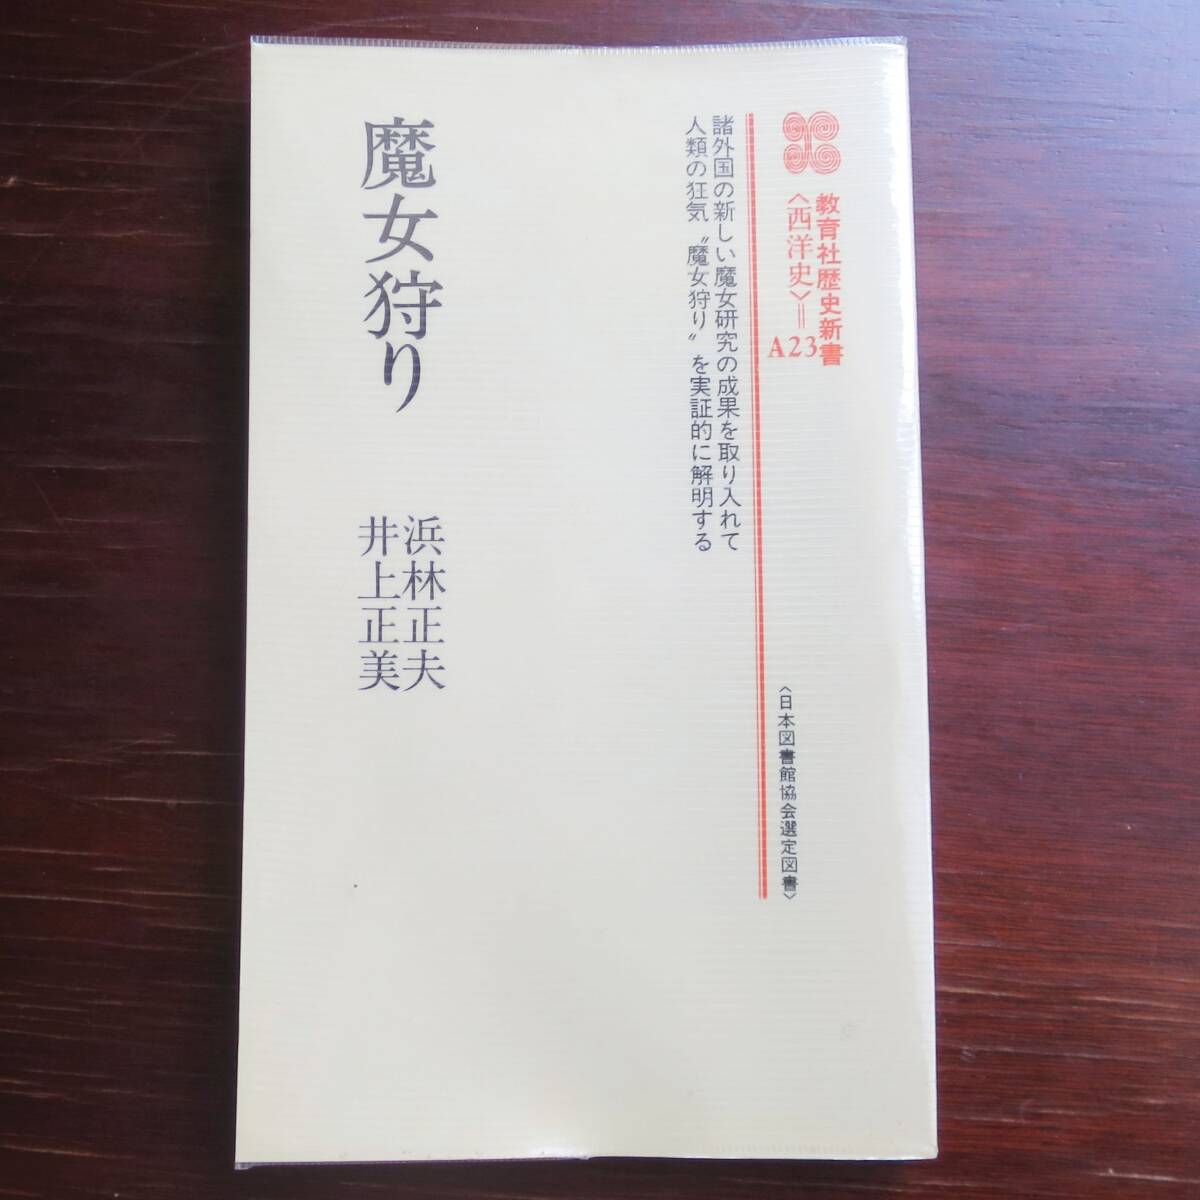 教育社歴史新書
〈西洋史〉＝A23
〈日本図書館協会選定図書〉
諸外国の新しい魔女研究の成果を取り入れて
人類の狂気〝魔女狩り〟を実証的に解明する
魔女狩り
浜林正夫
井上正美